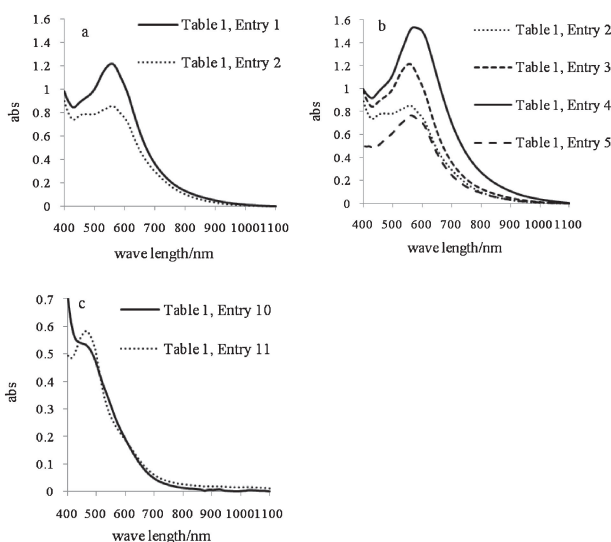 a
Table 1, Entry 1
Table 1, Entry 2
1.6
1.4
1.2
1
0.8
0.6
0.4
0.2
0
abs
400 500 600 700 800 900 10001100
wave length/nm
b
Table 1, Entry 2
Table 1, Entry 3
Table 1, Entry 4
Table 1, Entry 5
1.6
1.4
1.2
1
0.8
0.6
0.4
0.2
0
abs
400 500 600 700 800 900 10001100
wave length/nm
c
Table 1, Entry 10
Table 1, Entry 11
0.7
0.6
0.5
0.4
0.3
0.2
0.1
0
abs
400 500 600 700 800 900 10001100
wave length/nm